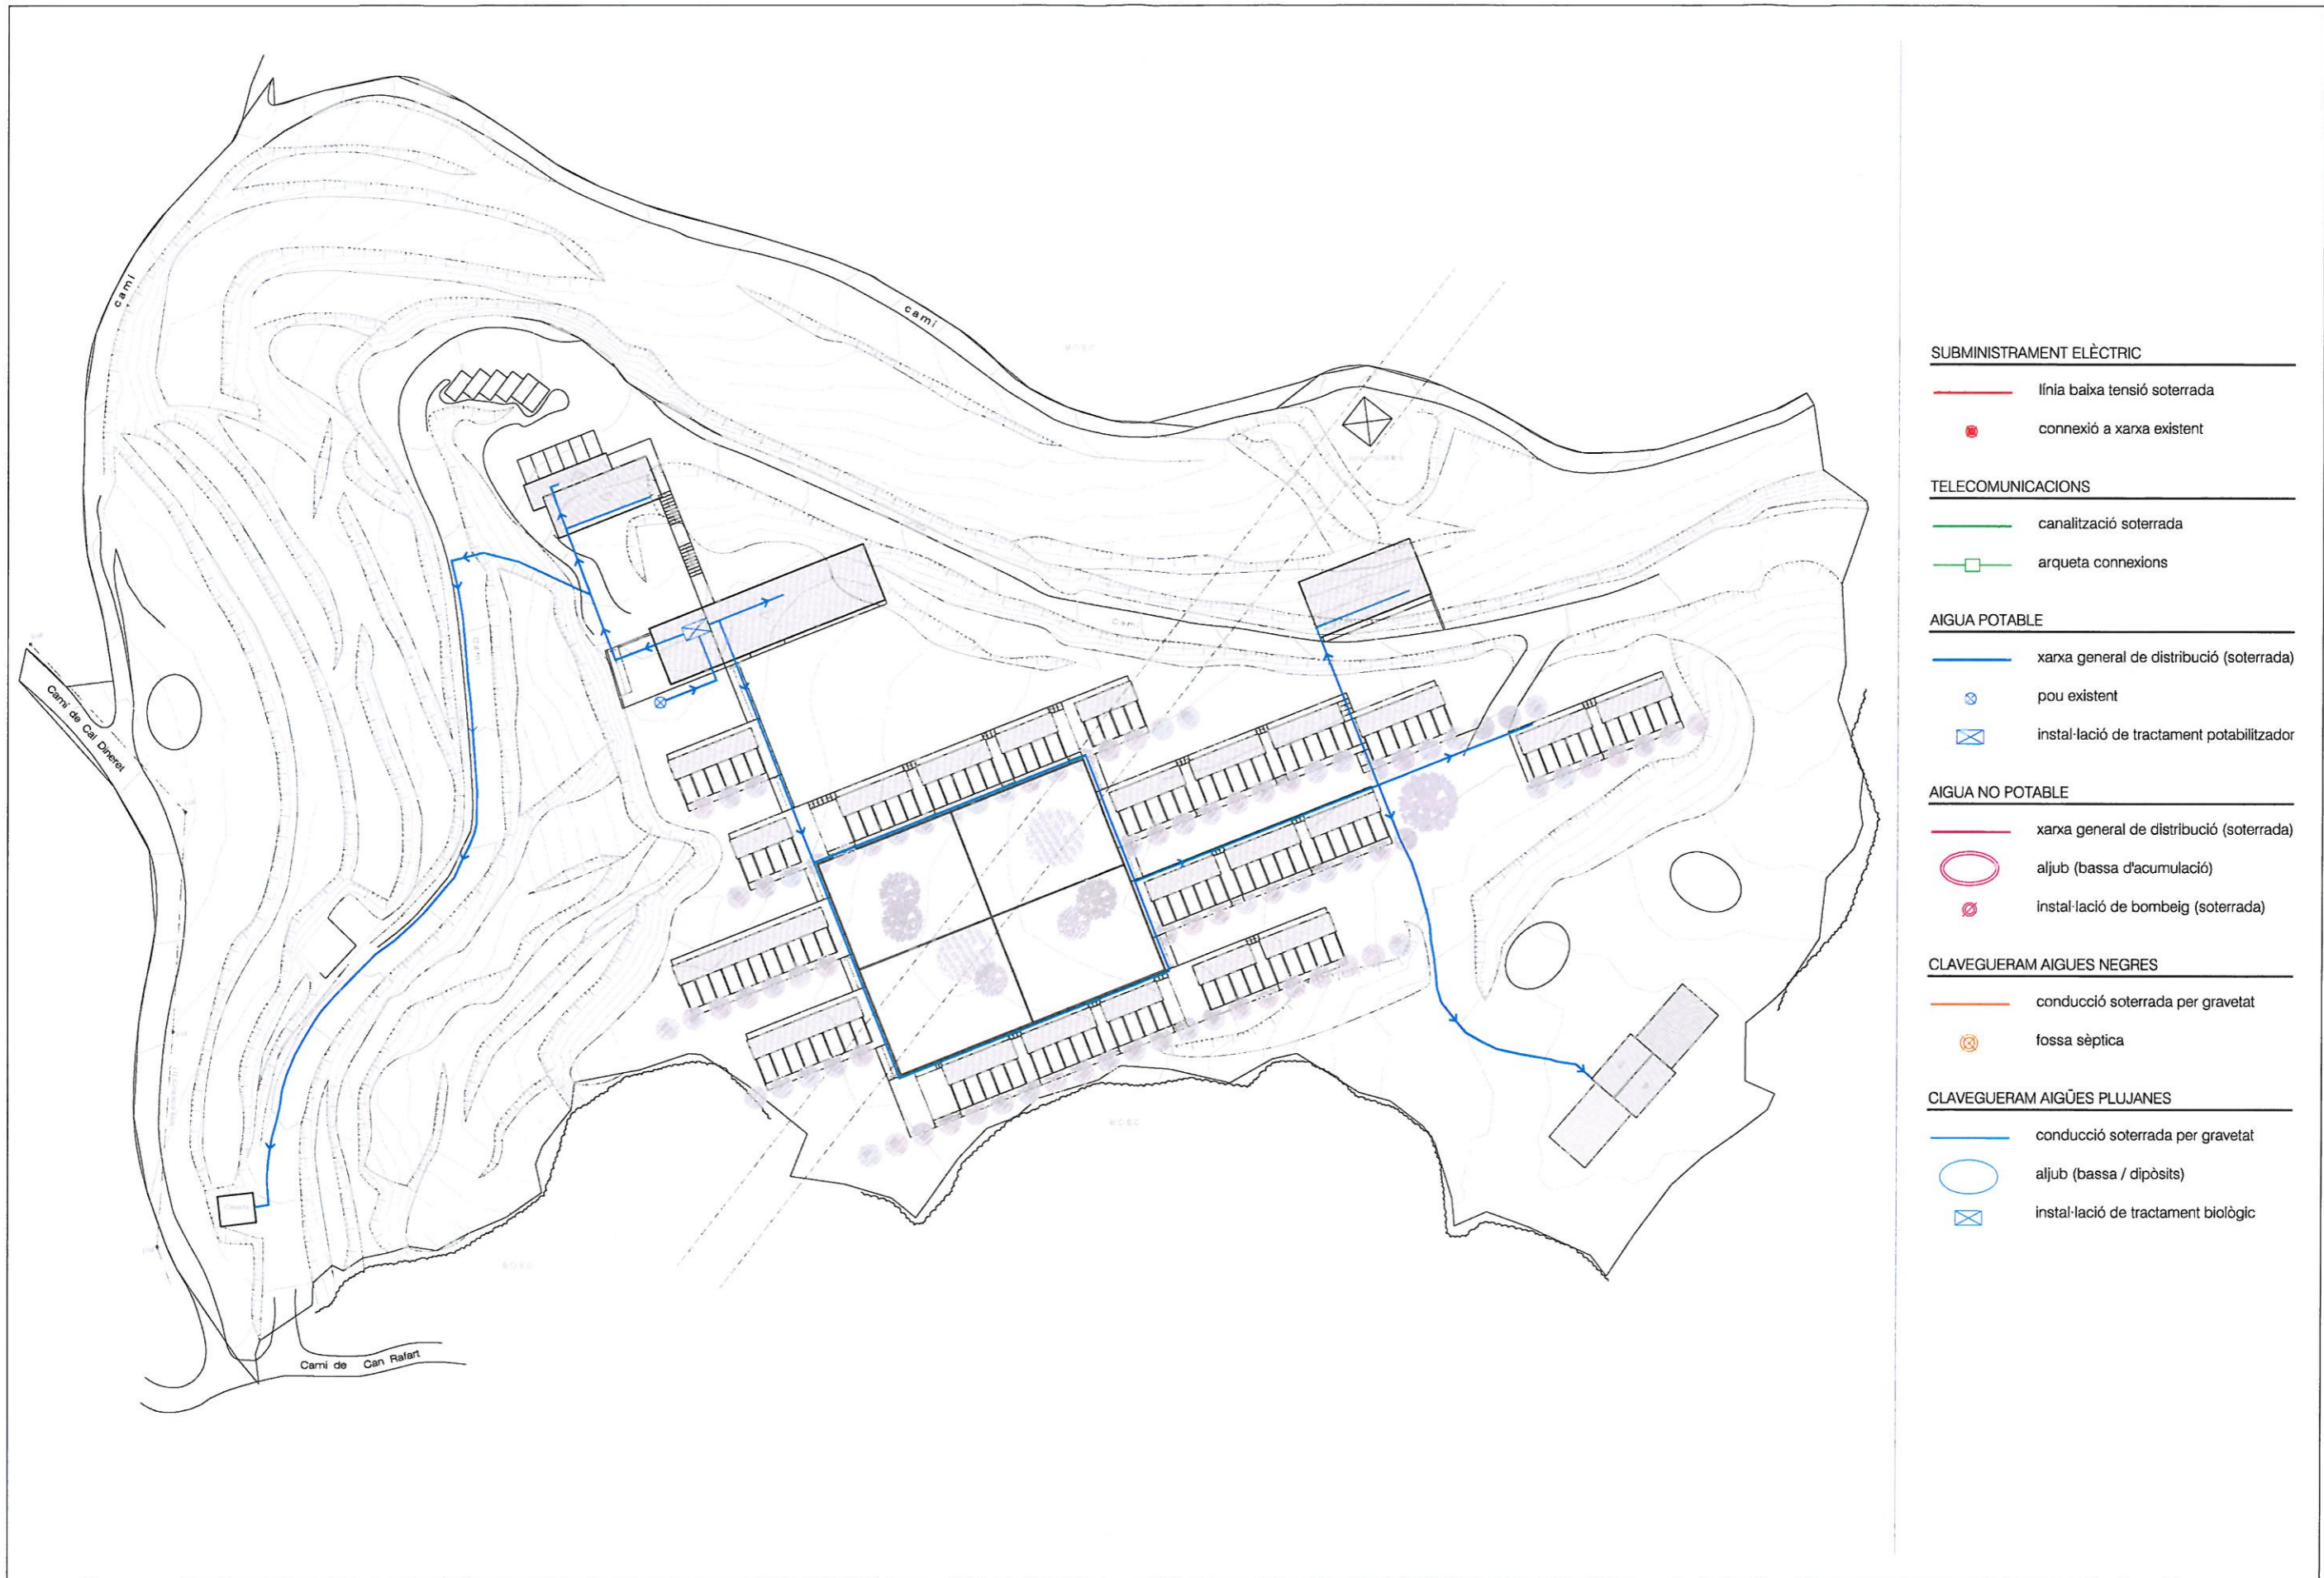 camí
camí
BOSC
Camí
Camí
Camí de Cal Dineret
BOSC
BOSC
Camí de Can Rafart
SUBMINISTRAMENT ELÈCTRIC
línia baixa tensió soterrada
connexió a xarxa existent
TELECOMUNICACIONS
canalització soterrada
arqueta connexions
AIGUA POTABLE
xarxa general de distribució (soterrada)
pou existent
instal·lació de tractament potabilitzador
AIGUA NO POTABLE
xarxa general de distribució (soterrada)
aljub (bassa d'acumulació)
instal·lació de bombeig (soterrada)
CLAVEGUERAM AIGUES NEGRES
conducció soterrada per gravetat
fossa sèptica
CLAVEGUERAM AIGÜES PLUJANES
conducció soterrada per gravetat
aljub (bassa / dipòsits)
instal·lació de tractament biològic